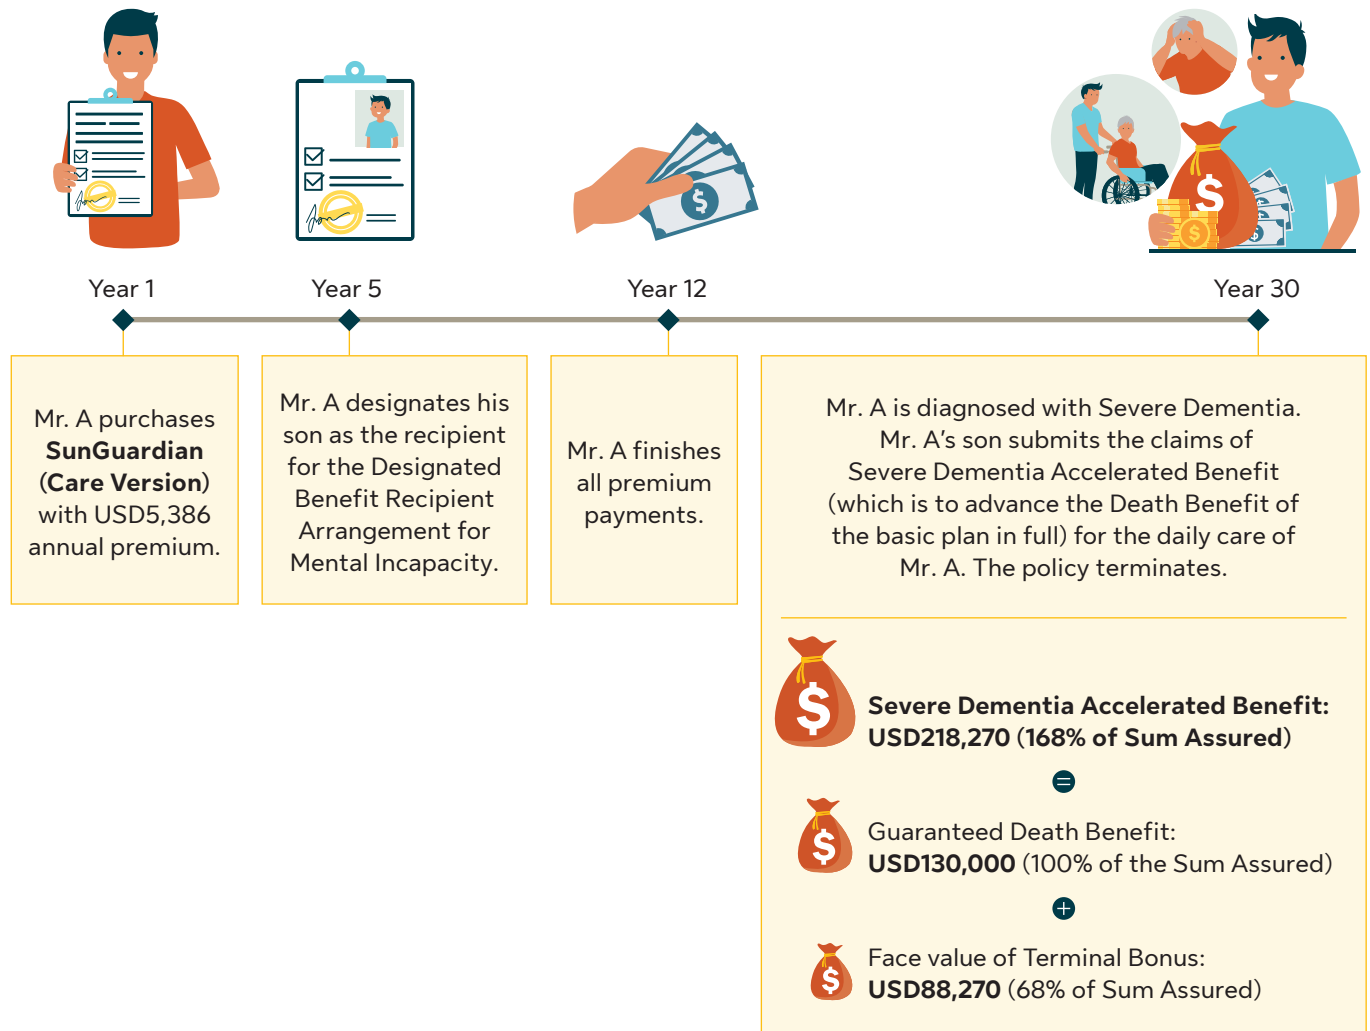 Year 1
Year 5
Year 12
Year 30
Mr. A purchases
SunGuardian
(Care Version)
with USD5,386
annual premium.
Mr. A designates his
son as the recipient
for the Designated
Benefit Recipient
Arrangement for
Mental Incapacity.
Mr. A finishes
all premium
payments.
Mr. A is diagnosed with Severe Dementia.
Mr. A’s son submits the claims of
Severe Dementia Accelerated Benefit
(which is to advance the Death Benefit of
the basic plan in full) for the daily care of
Mr. A. The policy terminates.
$
Severe Dementia Accelerated Benefit:
USD218,270 (168% of Sum Assured)
=
$
Guaranteed Death Benefit:
USD130,000 (100% of the Sum Assured)
+
$
Face value of Terminal Bonus:
USD88,270 (68% of Sum Assured)